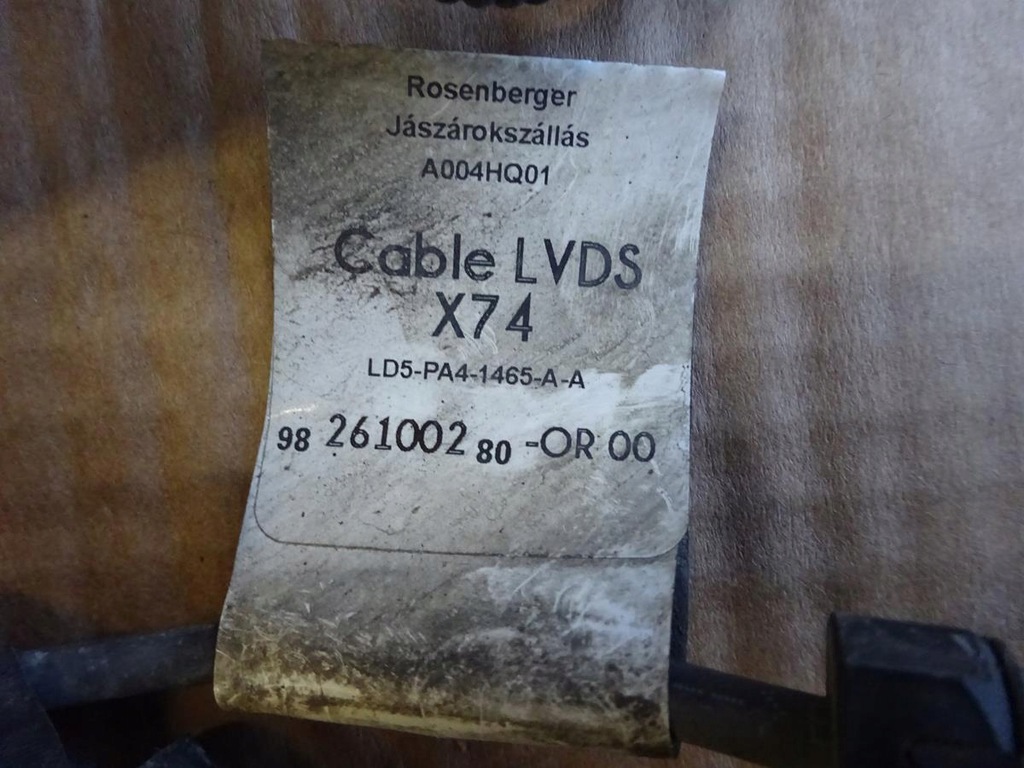 Rosenberger
Jászárokszállás
A004HQ01
Cable LVDS
X74
LD5-PA4-1465-A-A
98 261002 80 -OR 00